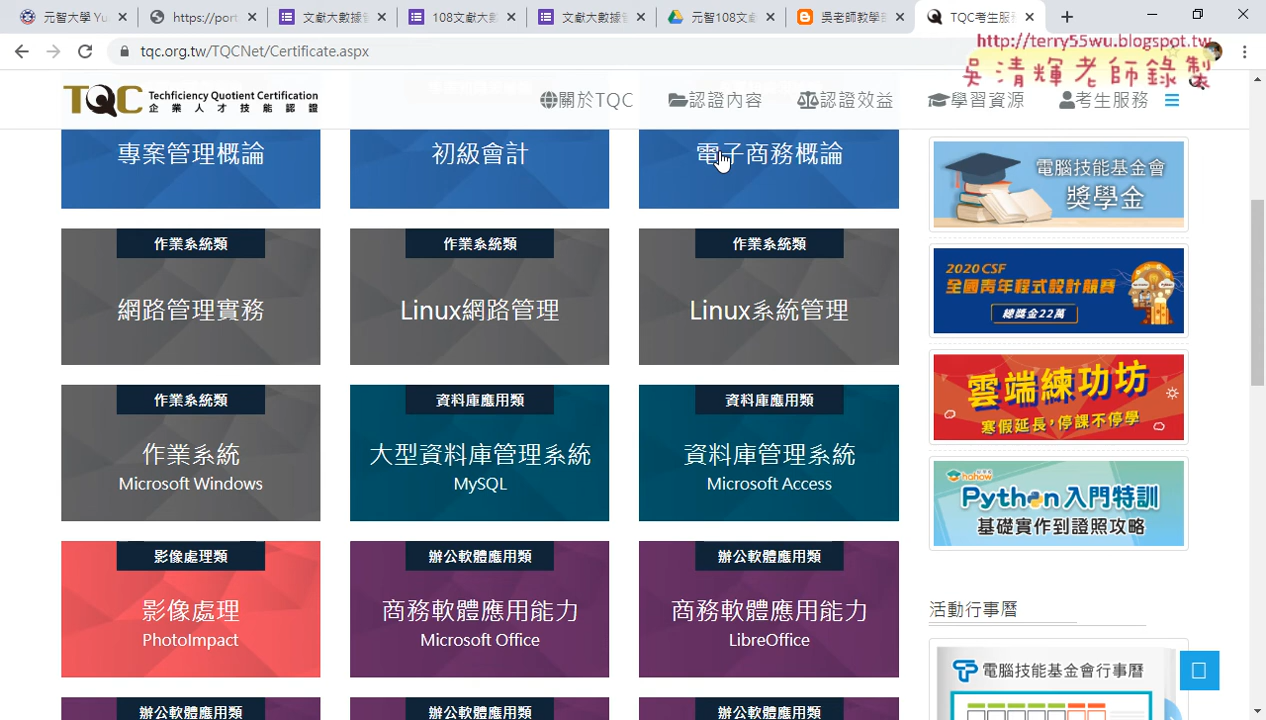 元智大學 Yu
https://port
文獻大數據管
108文獻大數
文獻大數據管
元智108文獻
吳老師教學部
TQC考生服務
tqc.org.tw/TQCNet/Certificate.aspx
http://terry55wu.blogspot.tw
吳清輝老師錄製
TQC Techficiency Quotient Certification
企業人才技能認證
關於TQC
認證內容
認證效益
學習資源
考生服務
專案管理概論
初級會計
電子商務概論
作業系統類
網路管理實務
作業系統類
Linux網路管理
作業系統類
Linux系統管理
作業系統類
作業系統
Microsoft Windows
資料庫應用類
大型資料庫管理系統
MySQL
資料庫應用類
資料庫管理系統
Microsoft Access
影像處理類
影像處理
PhotoImpact
辦公軟體應用類
商務軟體應用能力
Microsoft Office
辦公軟體應用類
商務軟體應用能力
LibreOffice
辦公軟體應用類
辦公軟體應用類
辦公軟體應用類
電腦技能基金會
獎學金
2020 CSF
全國青年程式設計競賽
總獎金22萬
雲端練功坊
寒假延長,停課不停學
hahow
Python 入門特訓
基礎實作到證照攻略
活動行事曆
電腦技能基金會行事曆